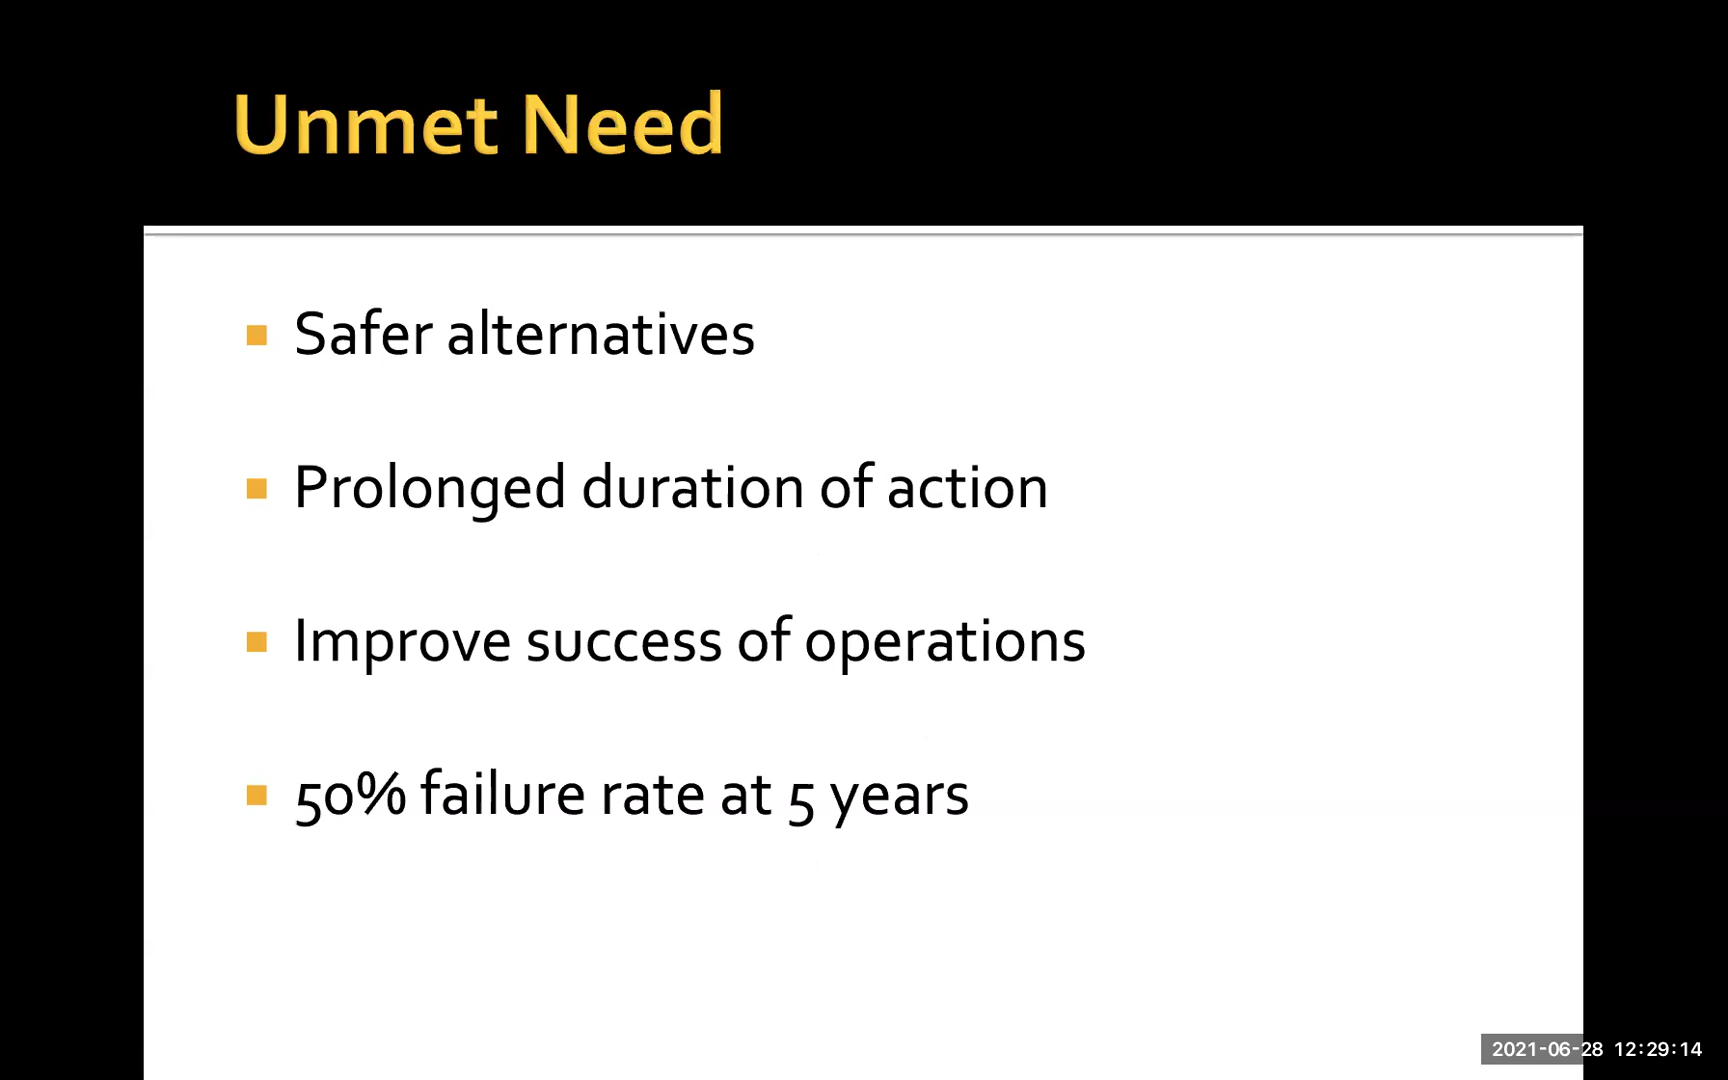 Unmet Need
Safer alternatives
Prolonged duration of action
Improve success of operations
50% failure rate at 5 years
2021-06-28 12:29:14